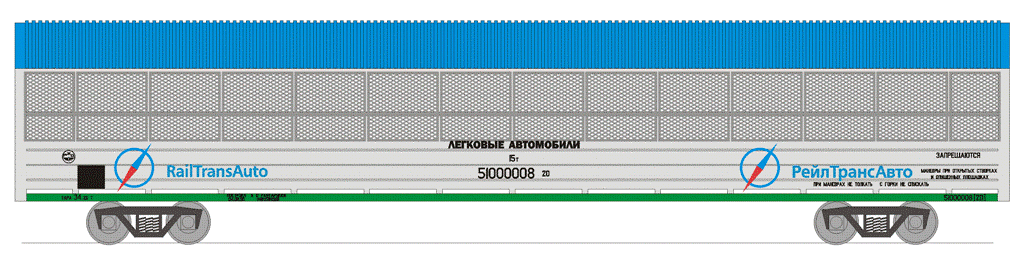 ЛЕГКОВЫЕ АВТОМОБИЛИ
15т
51000008 20
RailTransAuto
РейлТрансАвто
ЗАПРЕЩАЮТСЯ
МАНЕВРЫ ПРИ ОТКРЫТЫХ СТВОРКАХ
И ОПУЩЕННЫХ ПЛОЩАДКАХ
ПРИ МАНЕВРАХ НЕ ТОЛКАТЬ С ГОРКИ НЕ СПУСКАТЬ
51000008 [20]